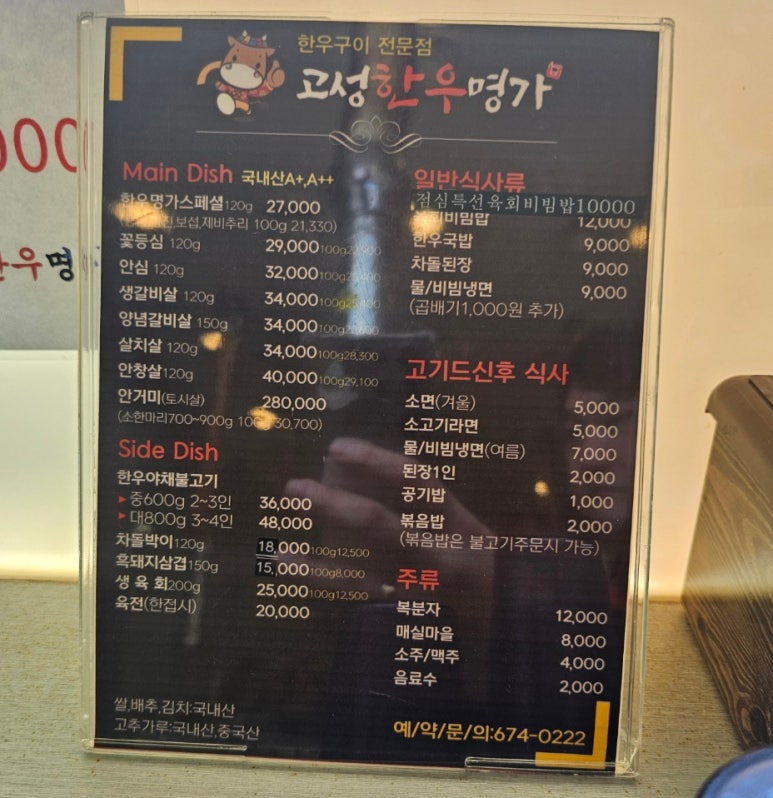 한우구이 전문점
고성한우명가
Main Dish 국내산A+,A++
한우명가스페셜120g 27,000
보섭,제비추리 100g 21,330)
꽃등심 120g 29,000
안심 120g 32,000
생갈비살 120g 34,000
양념갈비살 150g 34,000
살치살 120g 34,000 100g28,300
안창살120g 40,000 100g29,100
안거미(토시살) 280,000
(소한마리700~900g 30,700)
Side Dish
한우야채불고기
▸중600g 2~3인 36,000
▸대800g 3~4인 48,000
차돌박이120g 18,000 100g12,500
흑돼지삼겹150g 15,000 100g8,000
생 육 회200g 25,000 100g12,500
육전(한접시) 20,000
쌀,배추,김치:국내산
고추가루:국내산,중국산
일반식사류
점심특선육회비빔밥10000
비빔밥 12,000
한우국밥 9,000
차돌된장 9,000
물/비빔냉면 9,000
(곱배기1,000원 추가)
고기드신후 식사
소면(겨울) 5,000
소고기라면 5,000
물/비빔냉면(여름) 7,000
된장1인 2,000
공기밥 1,000
볶음밥 2,000
(볶음밥은 불고기주문시 가능)
주류
복분자 12,000
매실마을 8,000
소주/맥주 4,000
음료수 2,000
예/약/문/의:674-0222
000
우명